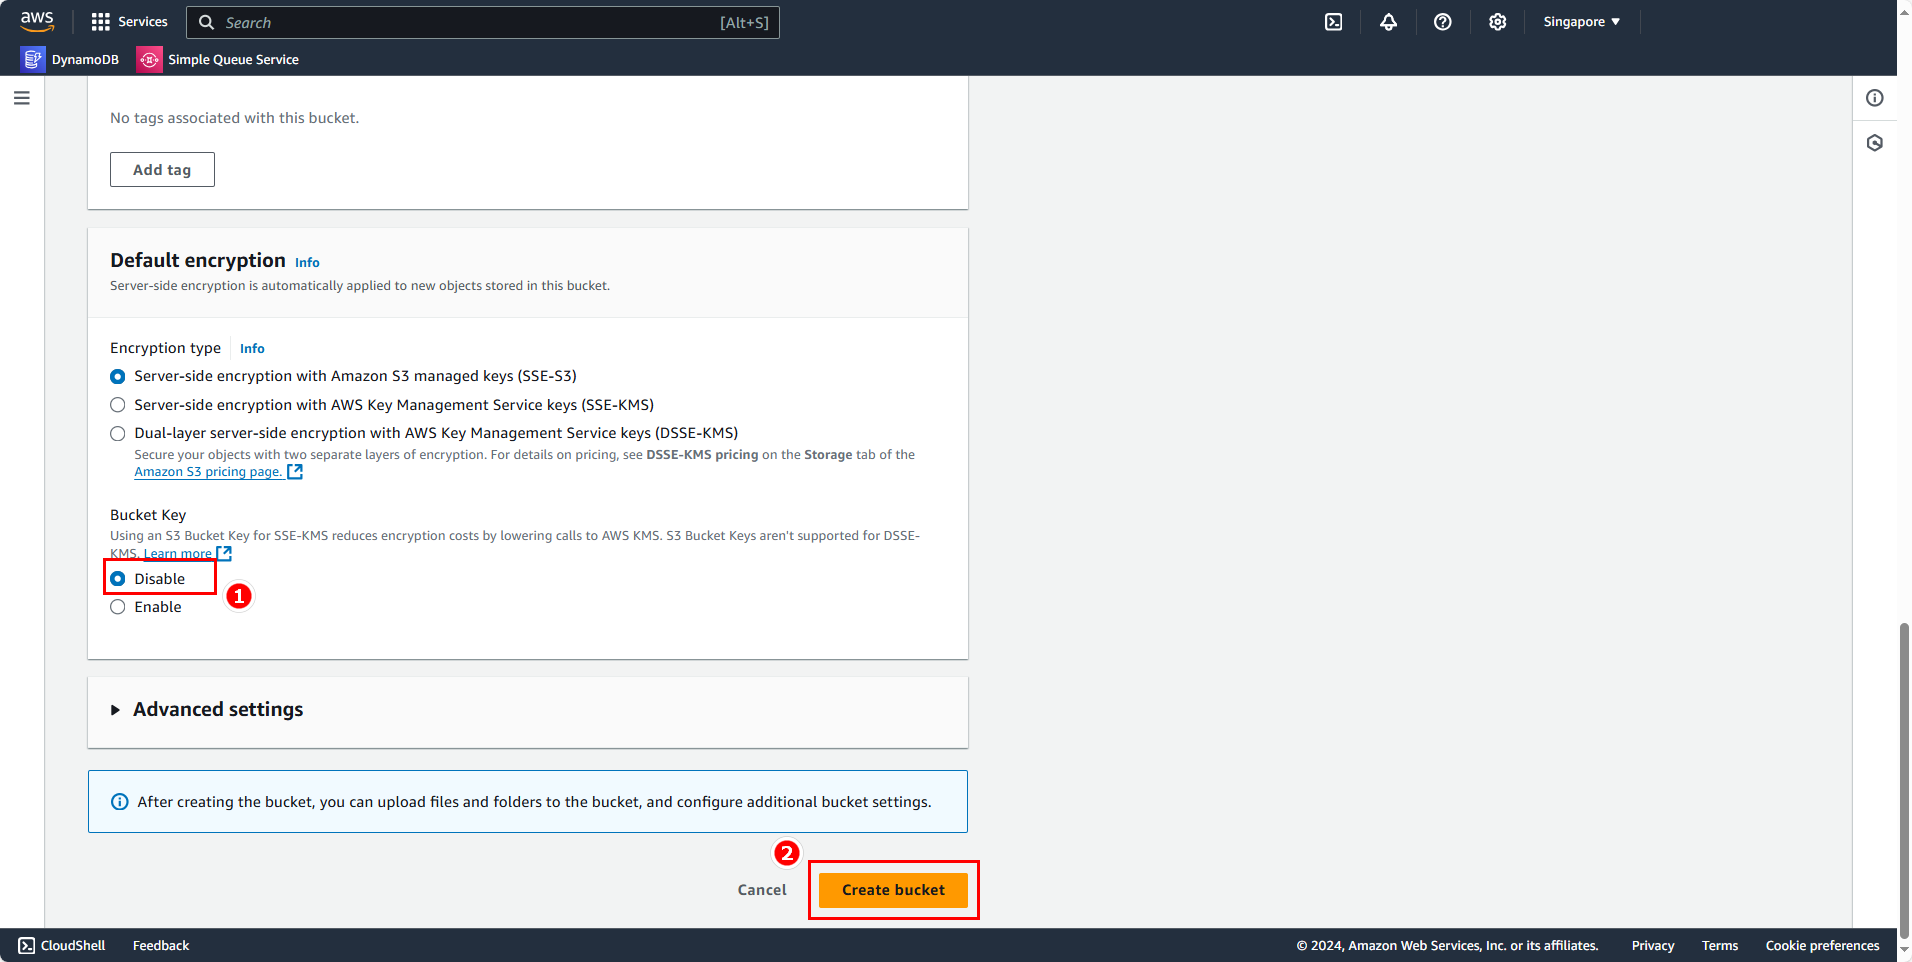 aws
Services
Search
[Alt+S]
Singapore ▼
DynamoDB
Simple Queue Service
No tags associated with this bucket.
Add tag
Default encryption Info
Server-side encryption is automatically applied to new objects stored in this bucket.
Encryption type Info
Server-side encryption with Amazon S3 managed keys (SSE-S3)
Server-side encryption with AWS Key Management Service keys (SSE-KMS)
Dual-layer server-side encryption with AWS Key Management Service keys (DSSE-KMS)
Secure your objects with two separate layers of encryption. For details on pricing, see DSSE-KMS pricing on the Storage tab of the
Amazon S3 pricing page.
Bucket Key
Using an S3 Bucket Key for SSE-KMS reduces encryption costs by lowering calls to AWS KMS. S3 Bucket Keys aren't supported for DSSE-
KMS. Learn more
Disable
1
Enable
Advanced settings
After creating the bucket, you can upload files and folders to the bucket, and configure additional bucket settings.
2
Cancel
Create bucket
CloudShell
Feedback
© 2024, Amazon Web Services, Inc. or its affiliates.
Privacy
Terms
Cookie preferences